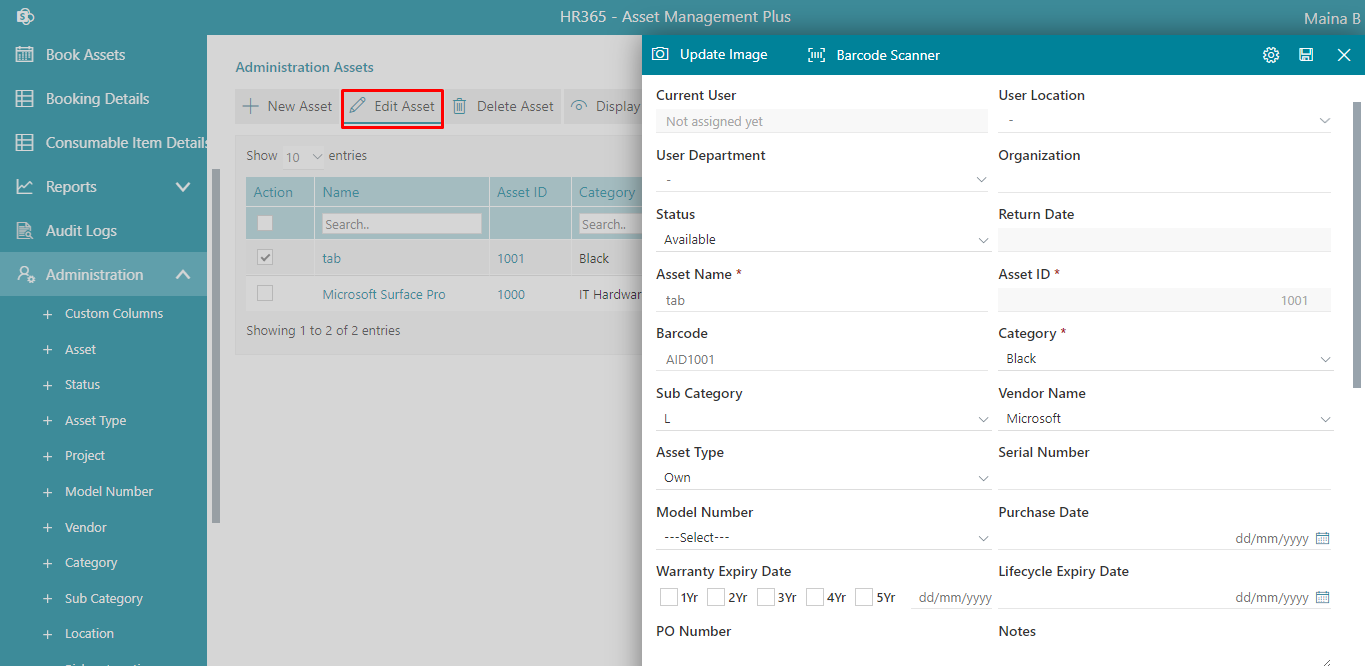 HR365 - Asset Management Plus
Maina B
Book Assets
Booking Details
Consumable Item Details
Reports
Audit Logs
Administration
Custom Columns
Asset
Status
Asset Type
Project
Model Number
Vendor
Category
Sub Category
Location
Administration Assets
New Asset
Edit Asset
Delete Asset
Display
Show 10 entries
Action Name Asset ID Category
Search.. Search..
tab 1001 Black
Microsoft Surface Pro 1000 IT Hardwar
Showing 1 to 2 of 2 entries
Update Image
Barcode Scanner
Current User User Location
Not assigned yet -
User Department Organization
-
Status Return Date
Available
Asset Name * Asset ID *
tab 1001
Barcode Category *
AID1001 Black
Sub Category Vendor Name
L Microsoft
Asset Type Serial Number
Own
Model Number Purchase Date
---Select--- dd/mm/yyyy
Warranty Expiry Date Lifecycle Expiry Date
1Yr 2Yr 3Yr 4Yr 5Yr dd/mm/yyyy dd/mm/yyyy
PO Number Notes